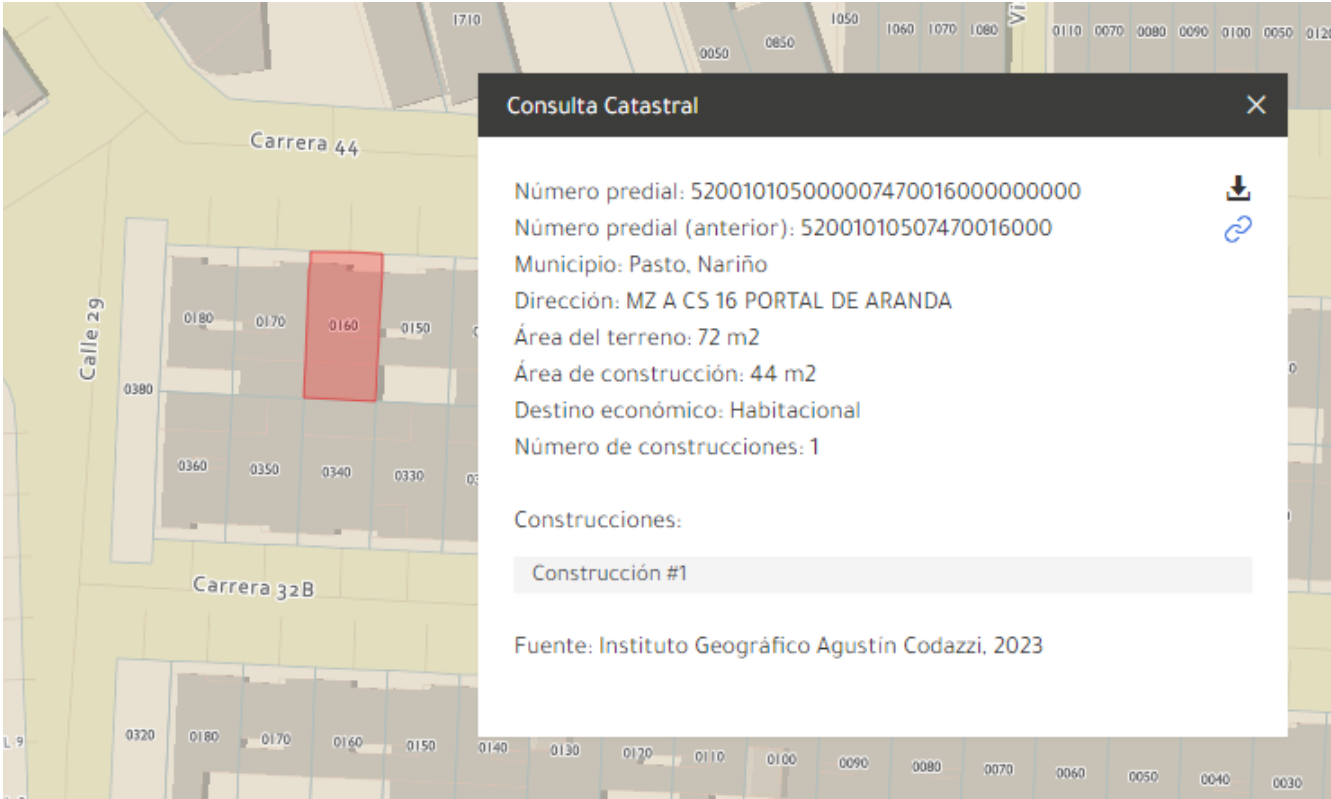 1710
1050
1060 1070 1080
0110 0070 0080 0090 0100 0050
0050
0850
Carrera 44
Calle 29
0180 0170 0160 0150
0380
0360 0350 0340 0330
Carrera 32B
0320 0180 0170 0160 0150 0140 0130 0120 0110 0100 0090 0080 0070 0060 0050 0040 0030
Consulta Catastral
Número predial: 520010105000007470016000000000
Número predial (anterior): 52001010507470016000
Municipio: Pasto, Nariño
Dirección: MZ A CS 16 PORTAL DE ARANDA
Área del terreno: 72 m2
Área de construcción: 44 m2
Destino económico: Habitacional
Número de construcciones: 1
Construcciones:
Construcción #1
Fuente: Instituto Geográfico Agustín Codazzi, 2023